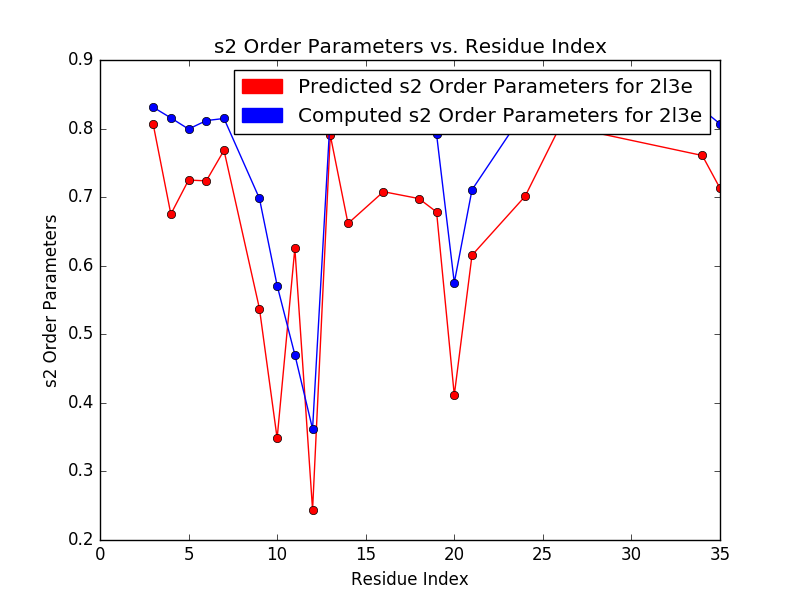 s2 Order Parameters vs. Residue Index
Predicted s2 Order Parameters for 2l3e
Computed s2 Order Parameters for 2l3e
0.9
0.8
0.7
0.6
0.5
0.4
0.3
0.2
s2 Order Parameters
0 5 10 15 20 25 30 35
Residue Index